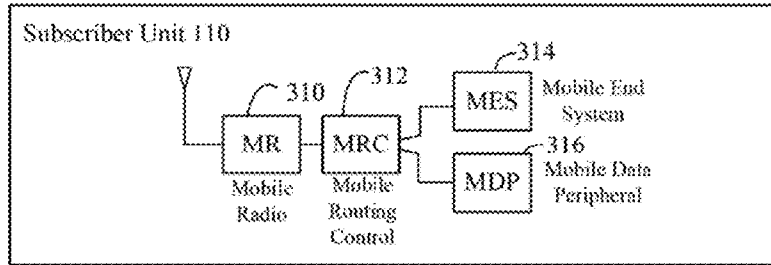 Subscriber Unit 110
310
312
314
MR
MRC
MES
Mobile End
System
316
MDP
Mobile Data
Peripheral
Mobile
Radio
Mobile
Routing
Control